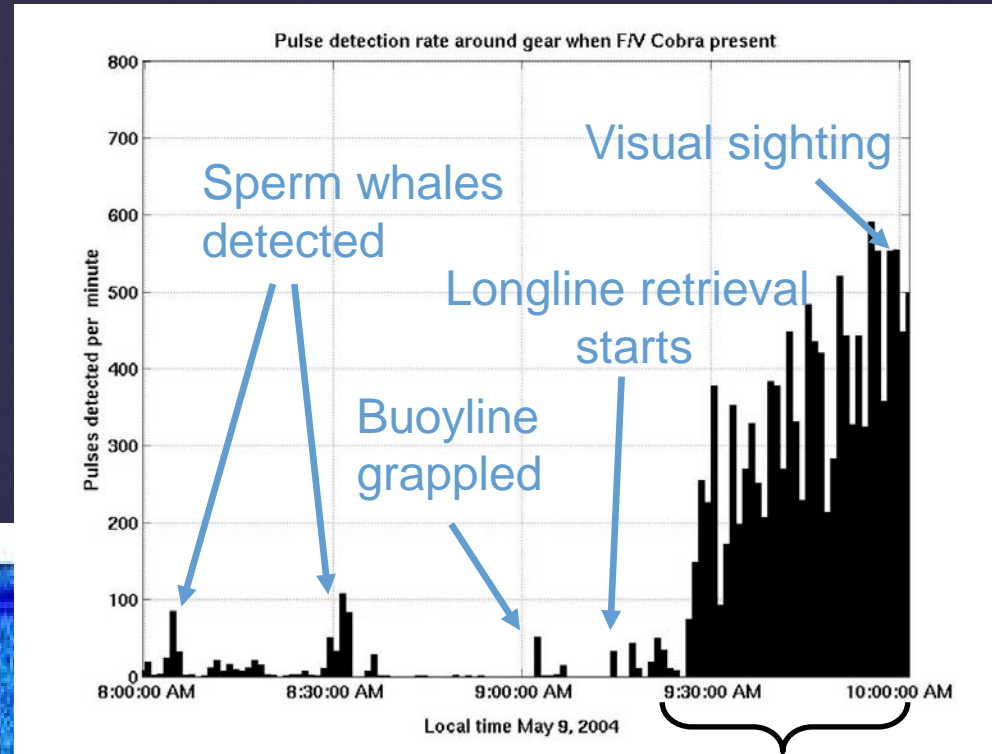 Pulse detection rate around gear when F/V Cobra present
800
700
600
500
400
300
200
100
0
Pulses detected per minute
Sperm whales
detected
Visual sighting
Longline retrieval
starts
Buoyline
grappled
8:00:00 AM 8:30:00 AM 9:00:00 AM 9:30:00 AM 10:00:00 AM
Local time May 9, 2004